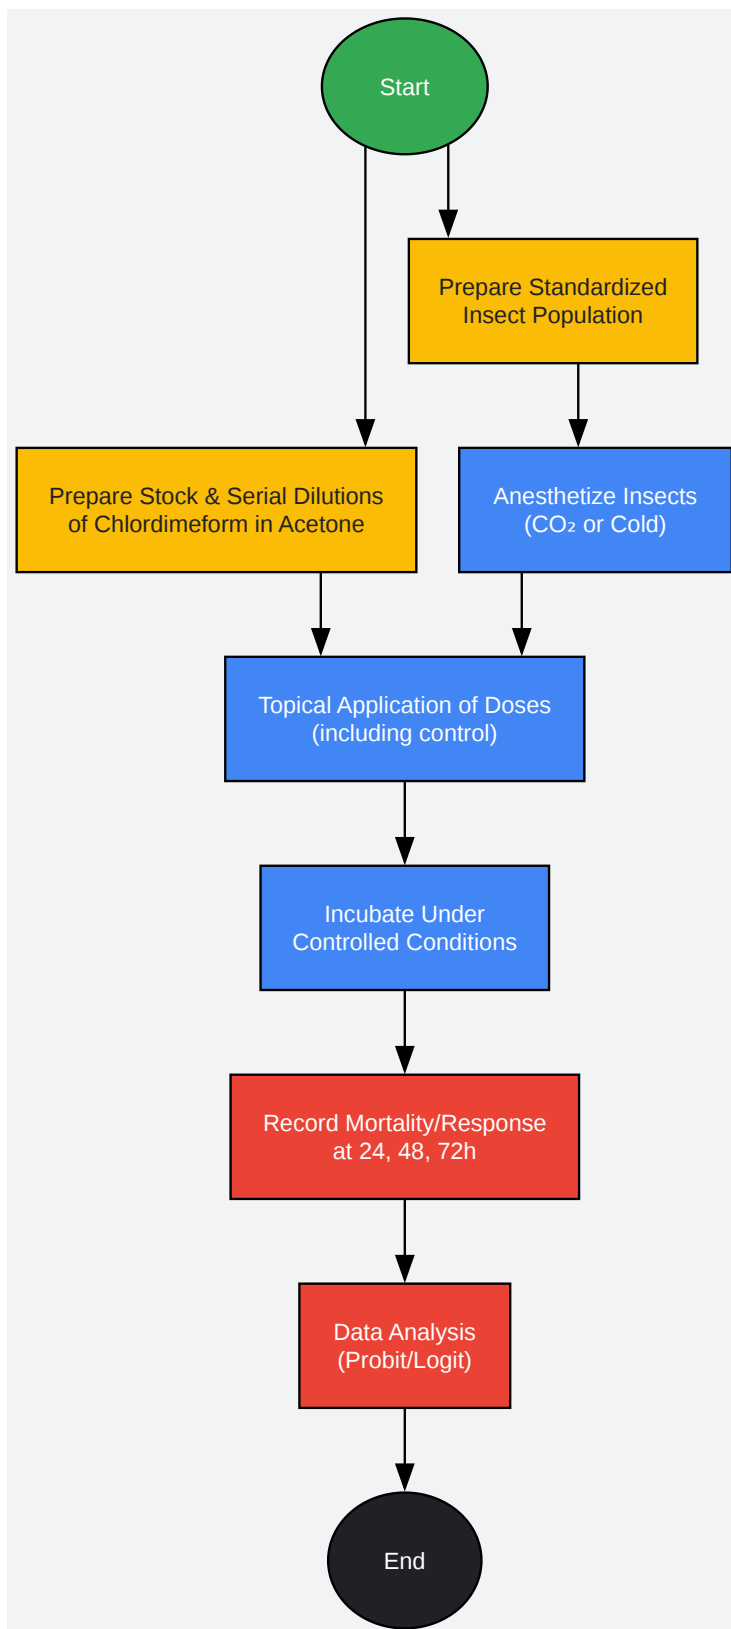 Start
Prepare Standardized
Insect Population
Prepare Stock & Serial Dilutions
of Chlordimeform in Acetone
Anesthetize Insects
(CO₂ or Cold)
Topical Application of Doses
(including control)
Incubate Under
Controlled Conditions
Record Mortality/Response
at 24, 48, 72h
Data Analysis
(Probit/Logit)
End